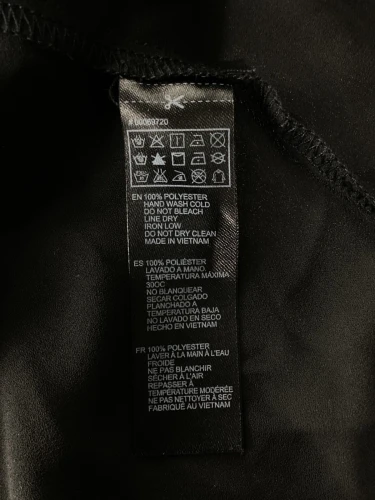 # 00069720
EN 100% POLYESTER
HAND WASH COLD
DO NOT BLEACH
LINE DRY
IRON LOW
DO NOT DRY CLEAN
MADE IN VIETNAM
ES 100% POLIÉSTER
LAVADO A MANO.
TEMPERATURA MÁXIMA
30OC
NO BLANQUEAR
SECAR COLGADO
PLANCHADO A
TEMPERATURA BAJA
NO LAVADO EN SECO
HECHO EN VIETNAM
FR 100% POLYESTER
LAVER À LA MAIN À L'EAU
FROIDE
NE PAS BLANCHIR
SÉCHER À L'AIR
REPASSER À
TEMPÉRATURE MODÉRÉE
NE PAS NETTOYER À SEC
FABRIQUÉ AU VIETNAM